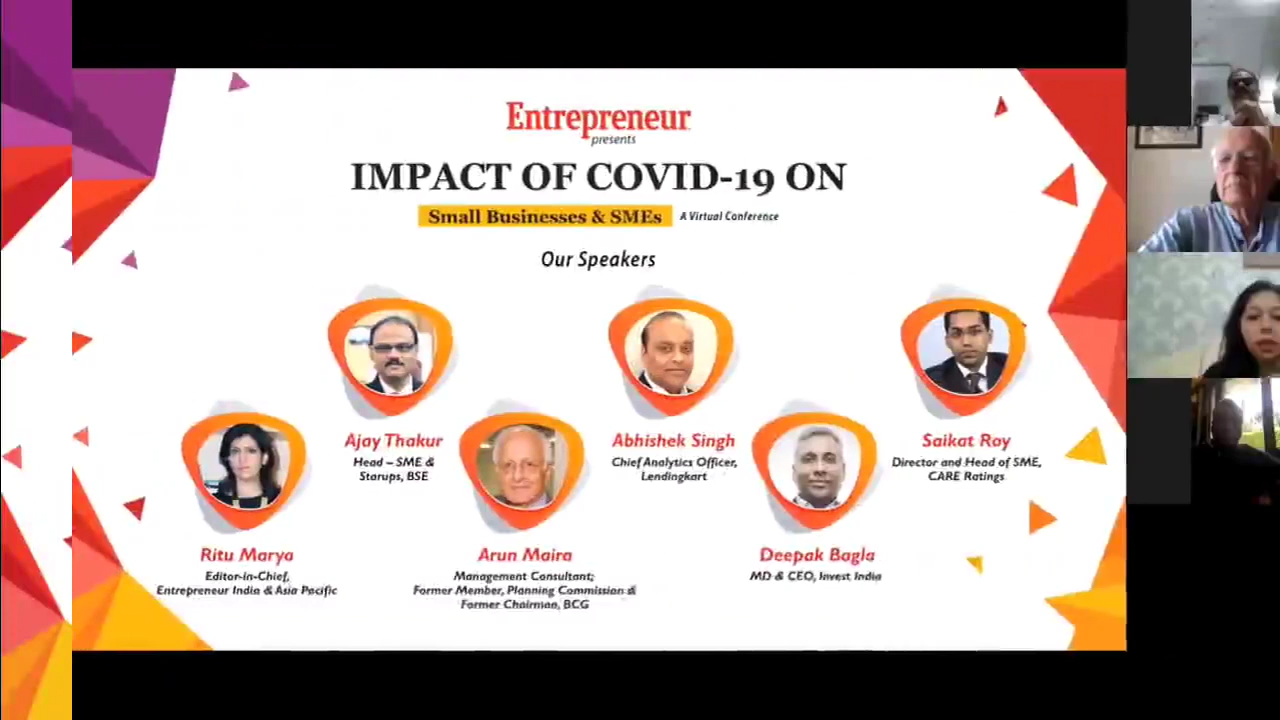 Entrepreneur
presents
IMPACT OF COVID-19 ON
Small Businesses & SMEs A Virtual Conference
Our Speakers
Ajay Thakur
Head – SME &
Starups, BSE
Abhishek Singh
Chief Analytics Officer,
Lendingkart
Saikat Roy
Director and Head of SME,
CARE Ratings
Ritu Marya
Editor-in-Chief,
Entrepreneur India & Asia Pacific
Arun Maira
Management Consultant;
Former Member, Planning Commission &
Former Chairman, BCG
Deepak Bagla
MD & CEO, Invest India